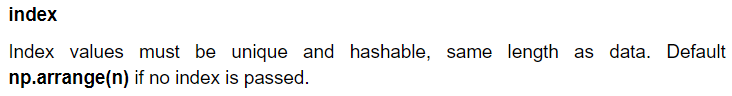 index
Index values must be unique and hashable, same length as data. Default
np.arrange(n) if no index is passed.